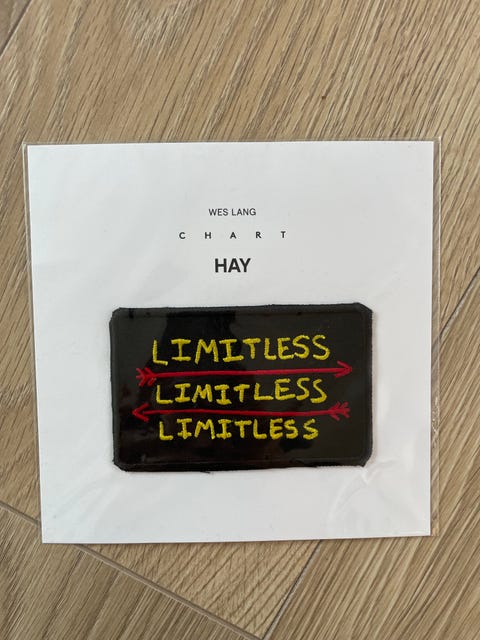 WES LANG
C H A R T
HAY
LIMITLESS
LIMITLESS
LIMITLESS